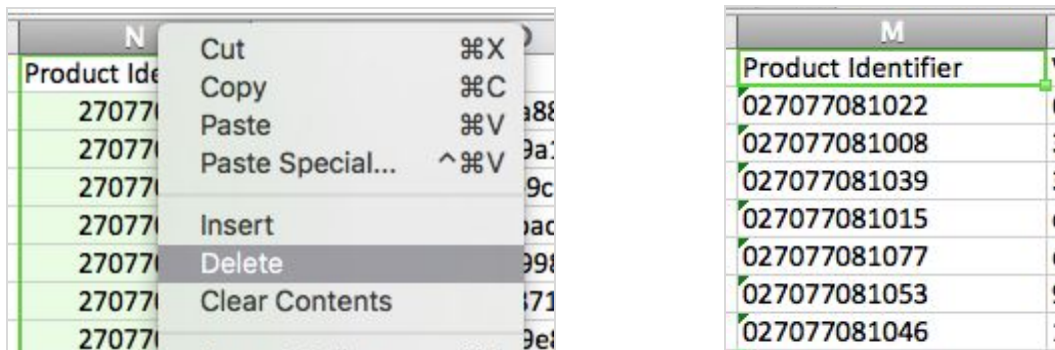 N
Product Ide
27077
27077
27077
27077
27077
27077
27077
Cut ⌘X
Copy ⌘C
Paste ⌘V
Paste Special... ^⌘V
Insert
Delete
Clear Contents
M
Product Identifier
027077081022
027077081008
027077081039
027077081015
027077081077
027077081053
027077081046